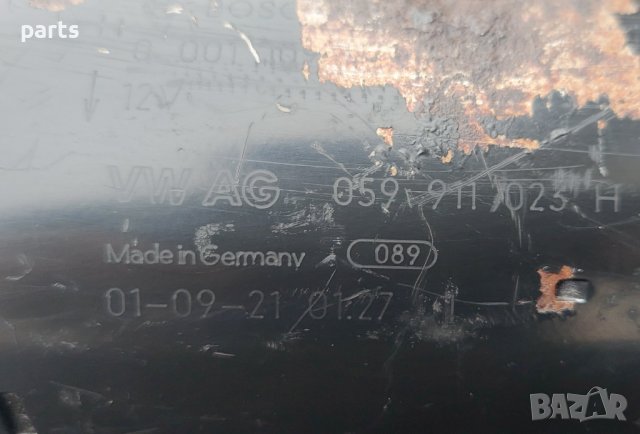 parts
12V
VW AG 059 911 023 H
Made in Germany 089
01-09-21 01:27
BAZAR